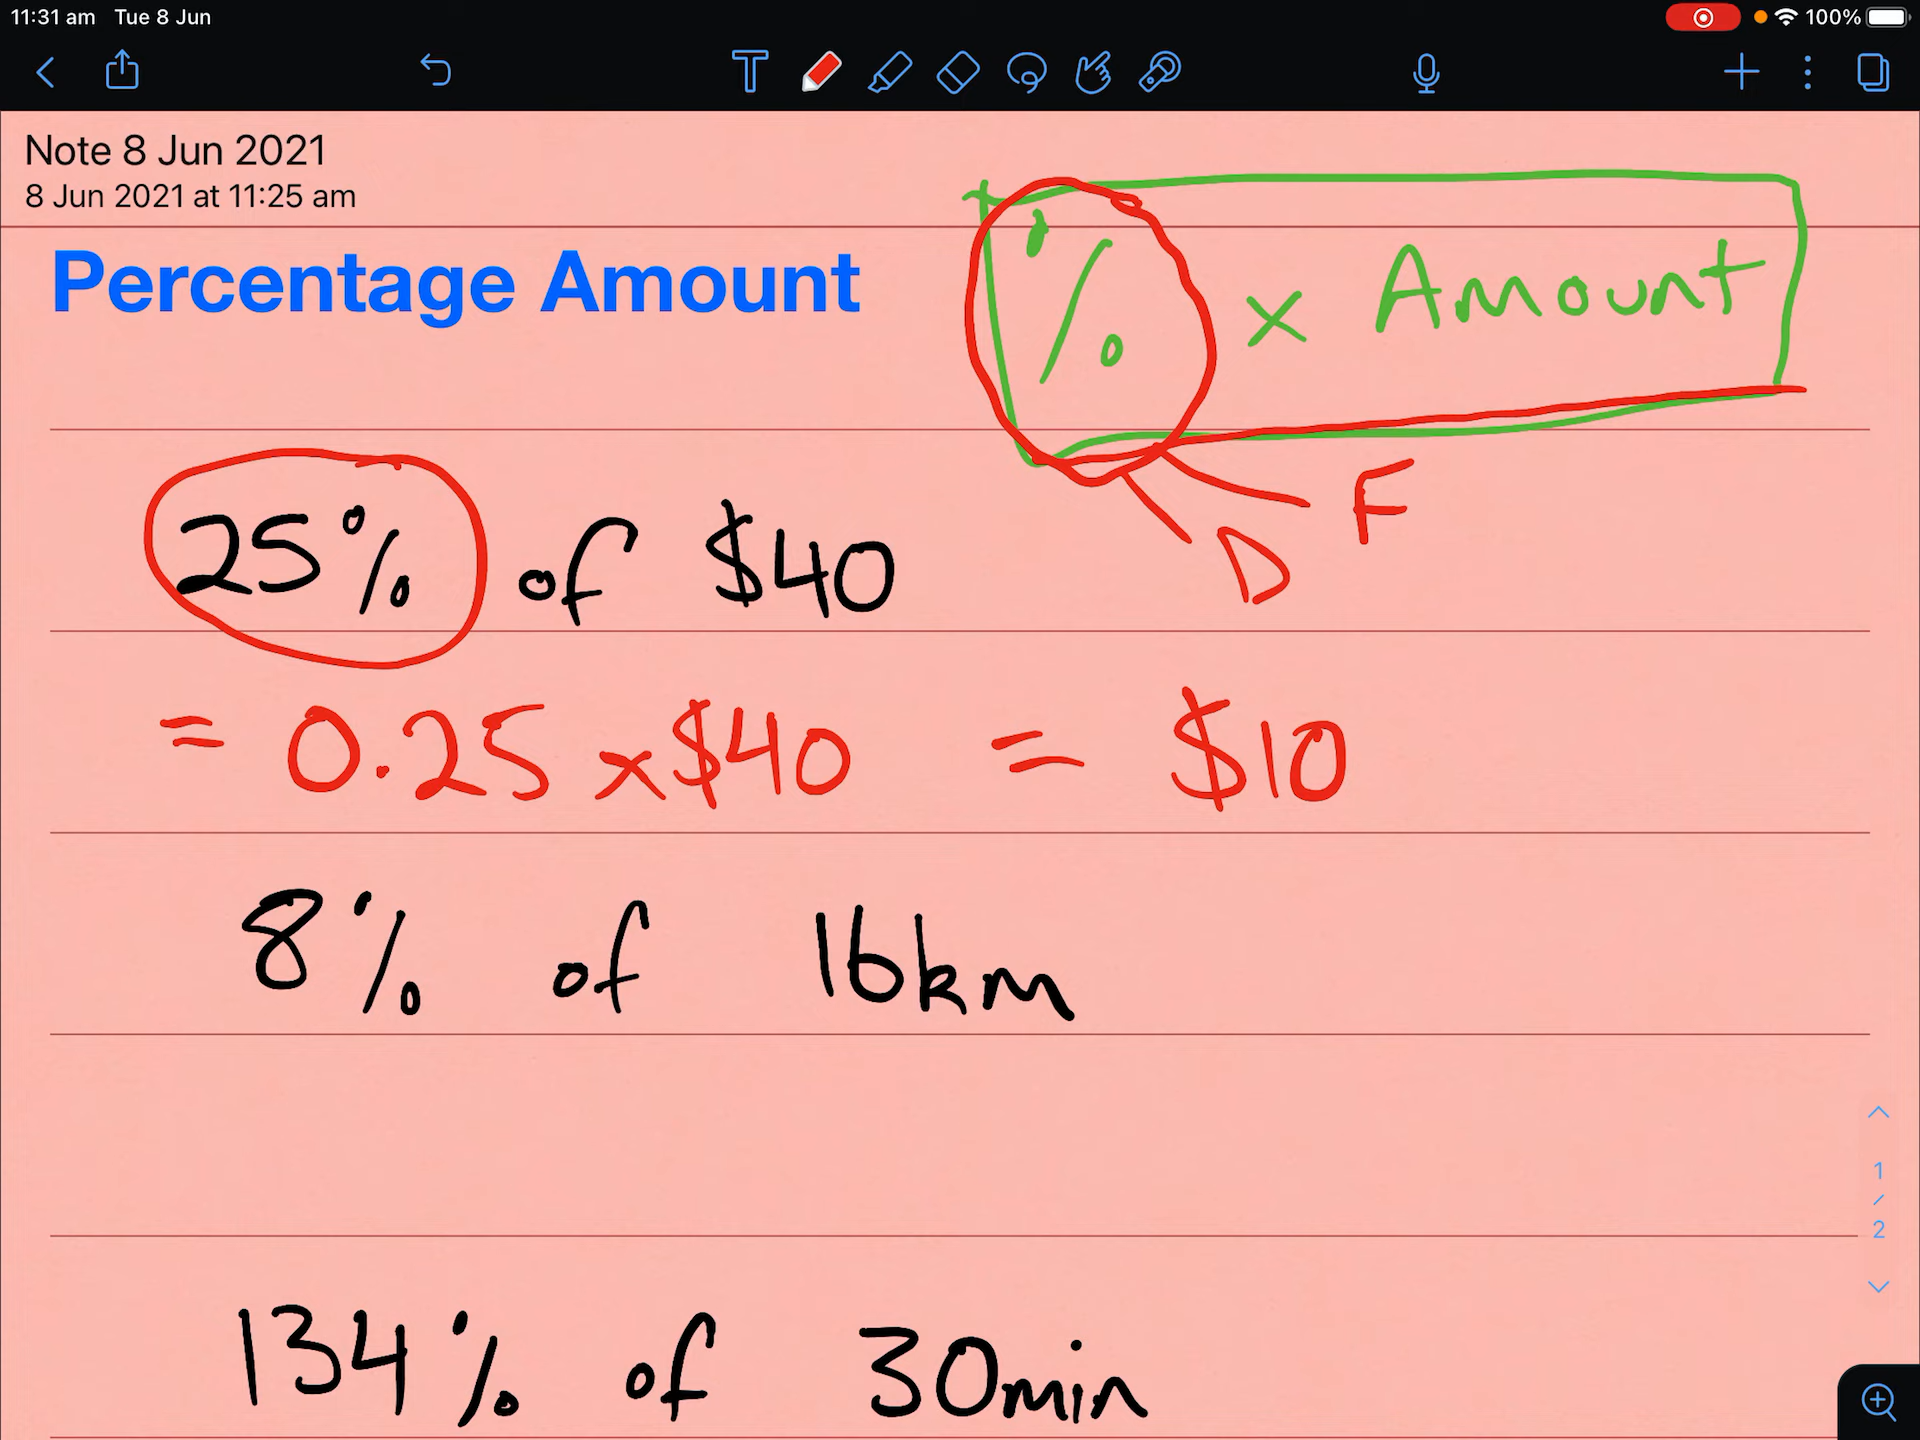 11:31 am Tue 8 Jun
100%
T
Note 8 Jun 2021
8 Jun 2021 at 11:25 am
Percentage Amount
% x Amount
F
D
25% of $40
= 0.25 x $40 = $10
8% of 16km
1
/
2
134% of 30min